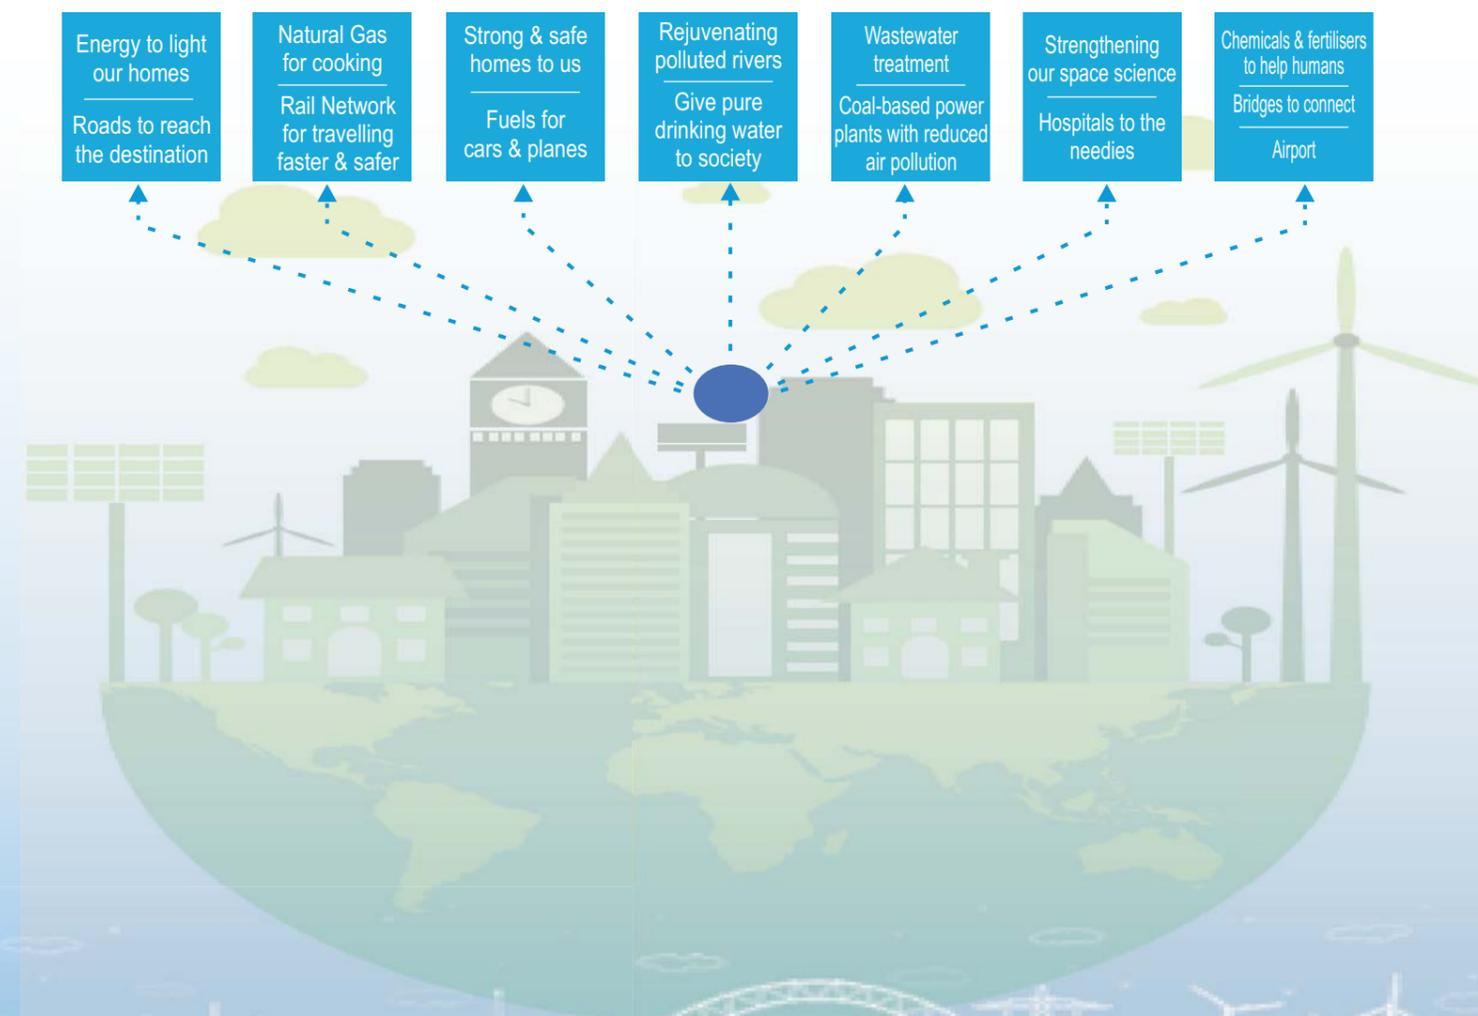 Energy to light
our homes
Roads to reach
the destination
Natural Gas
for cooking
Rail Network
for travelling
faster & safer
Strong & safe
homes to us
Fuels for
cars & planes
Rejuvenating
polluted rivers
Give pure
drinking water
to society
Wastewater
treatment
Coal-based power
plants with reduced
air pollution
Strengthening
our space science
Hospitals to the
needies
Chemicals & fertilisers
to help humans
Bridges to connect
Airport